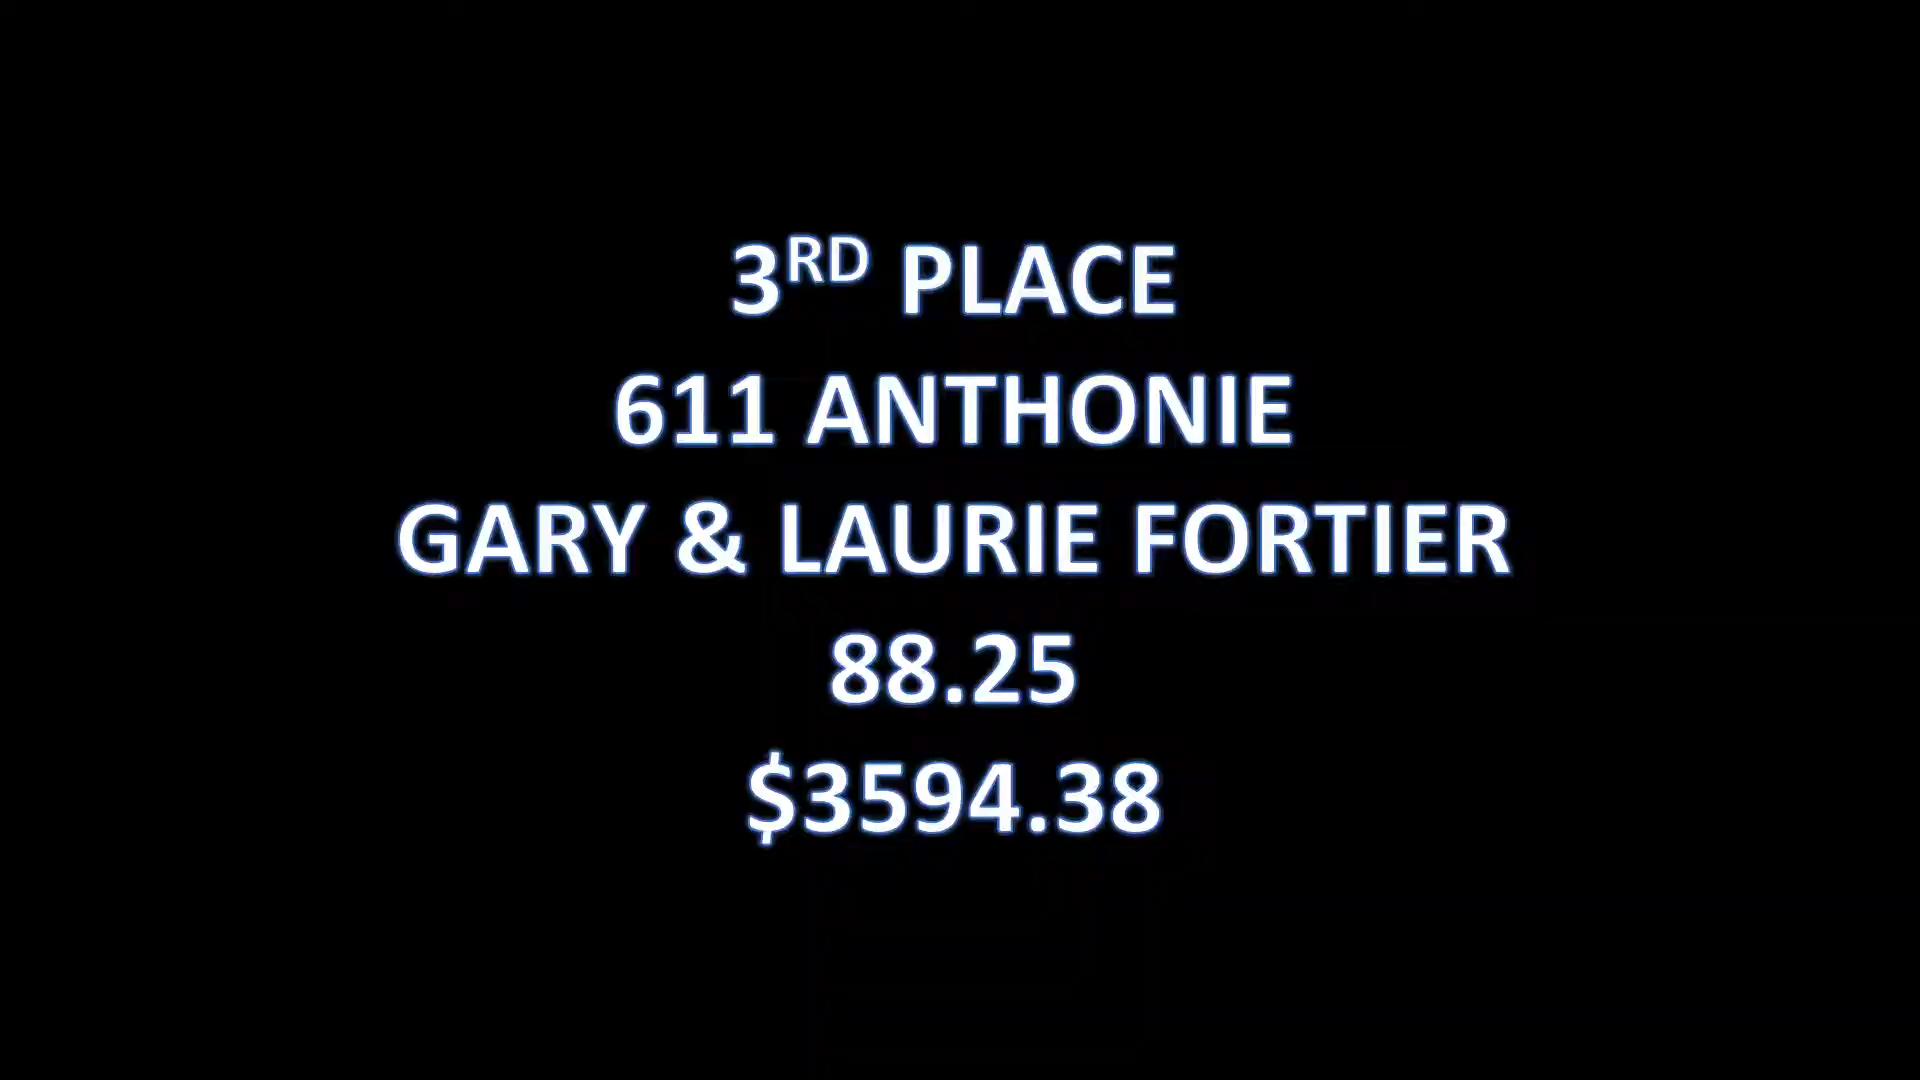 3RD PLACE
611 ANTHONIE
GARY & LAURIE FORTIER
88.25
$3594.38